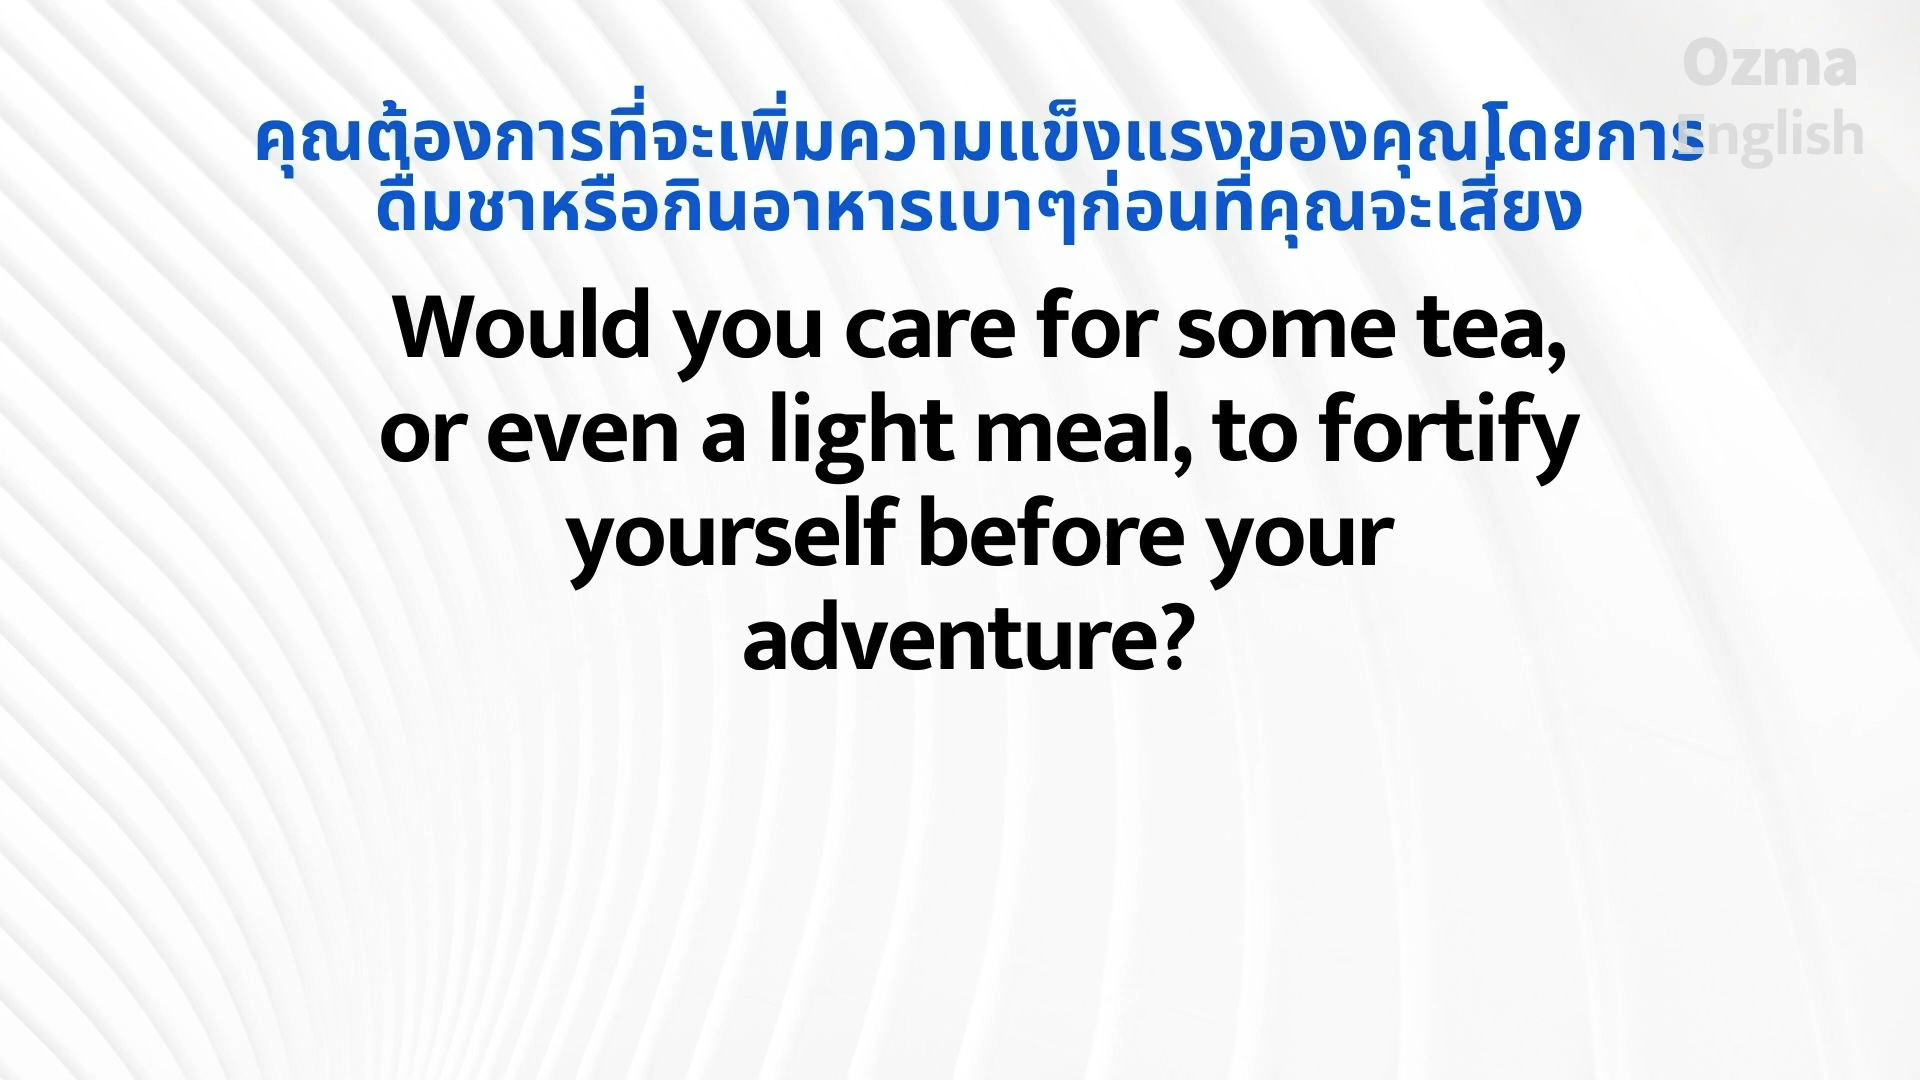 Ozma
English
คุณต้องการที่จะเพิ่มความแข็งแรงของคุณโดยการ
ดื่มชาหรือกินอาหารเบาๆก่อนที่คุณจะเสี่ยง
Would you care for some tea,
or even a light meal, to fortify
yourself before your
adventure?